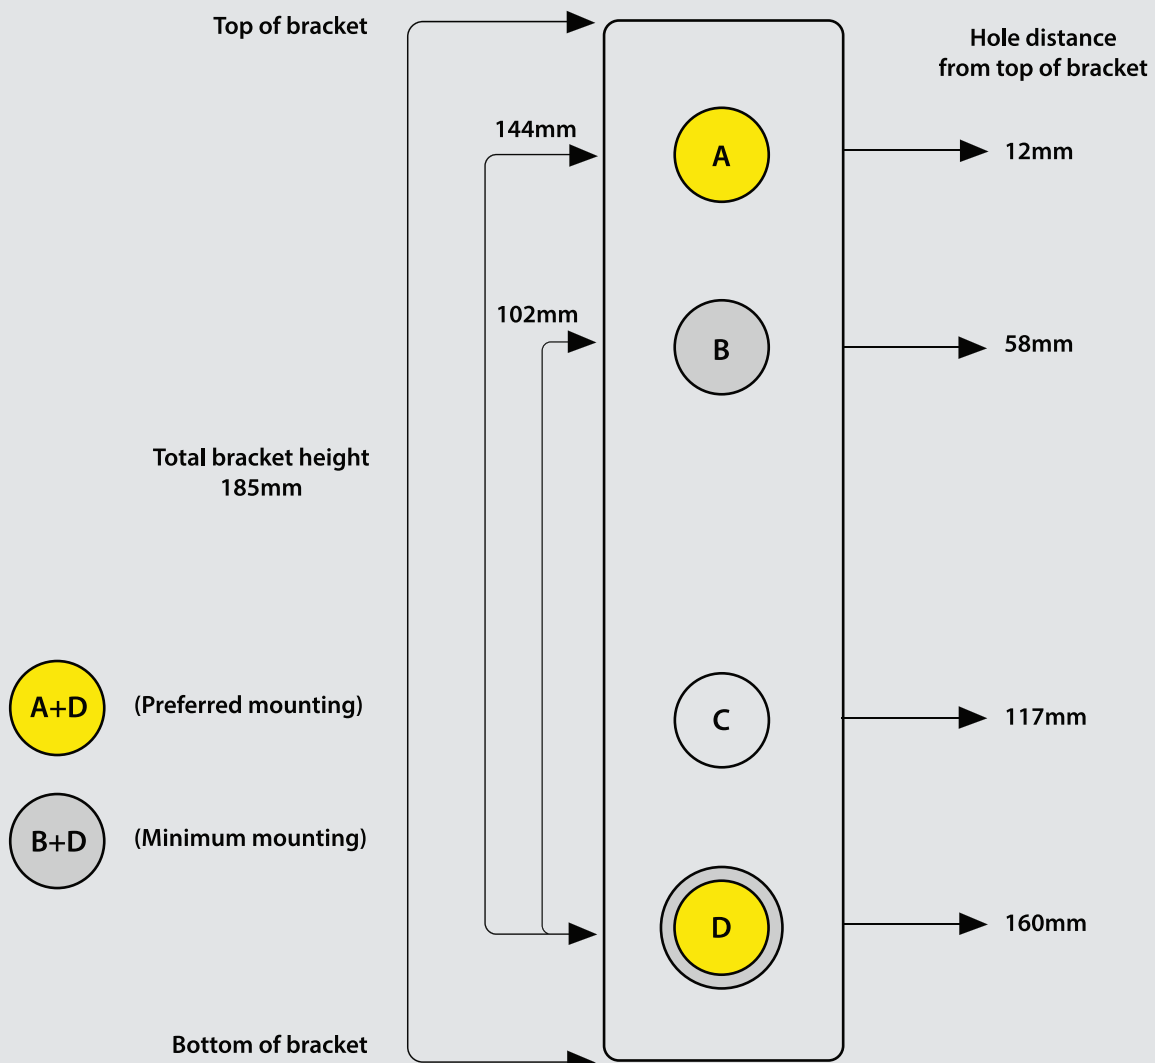 Top of bracket
Hole distance
from top of bracket
144mm
A
12mm
102mm
B
58mm
Total bracket height
185mm
A+D
(Preferred mounting)
C
117mm
B+D
(Minimum mounting)
D
160mm
Bottom of bracket